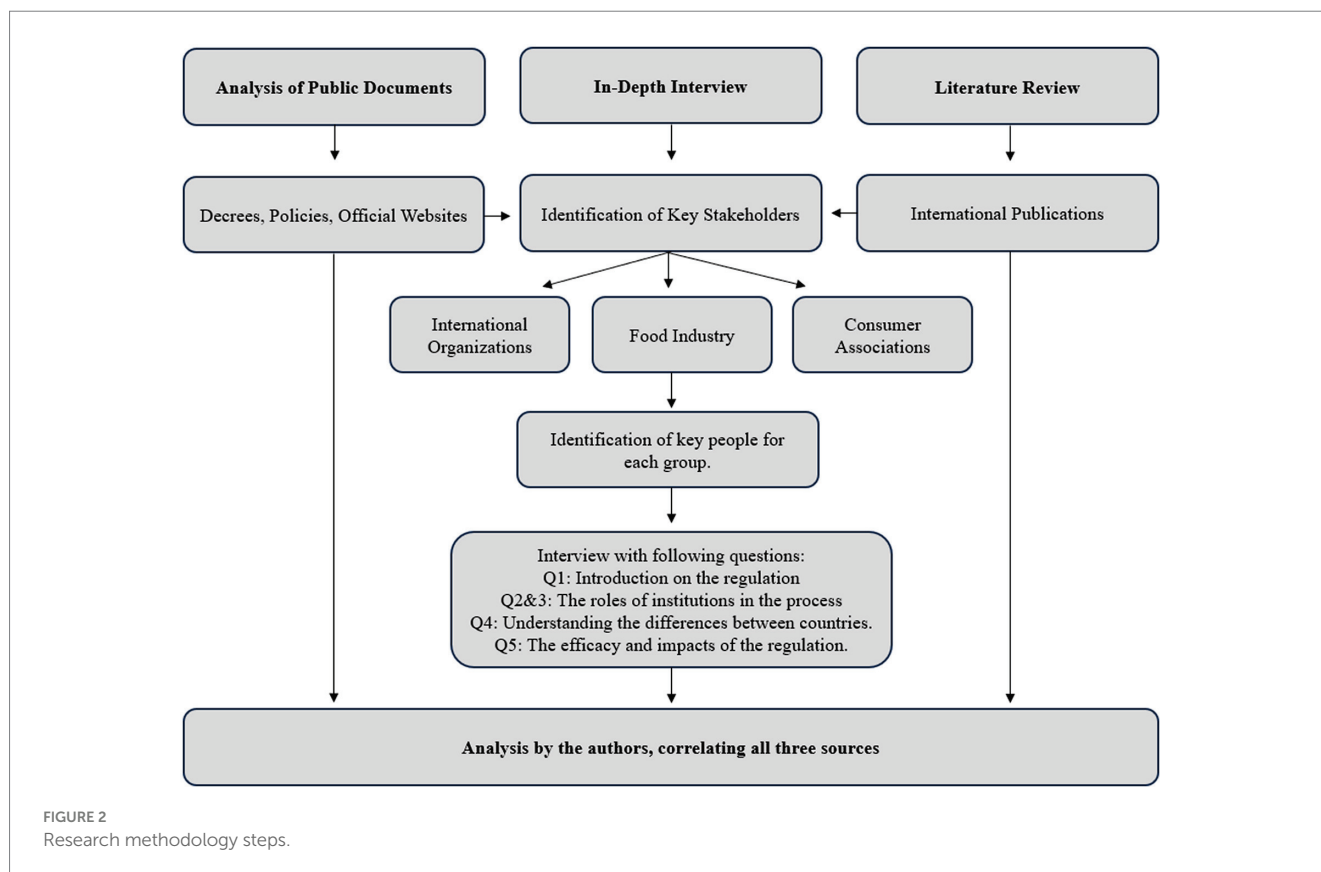 Analysis of Public Documents
In-Depth Interview
Literature Review
Decrees, Policies, Official Websites
Identification of Key Stakeholders
International Publications
International
Organizations
Food Industry
Consumer
Associations
Identification of key people for
each group.
Interview with following questions:
Q1: Introduction on the regulation
Q2&3: The roles of institutions in the process
Q4: Understanding the differences between countries.
Q5: The efficacy and impacts of the regulation.
Analysis by the authors, correlating all three sources
FIGURE 2
Research methodology steps.